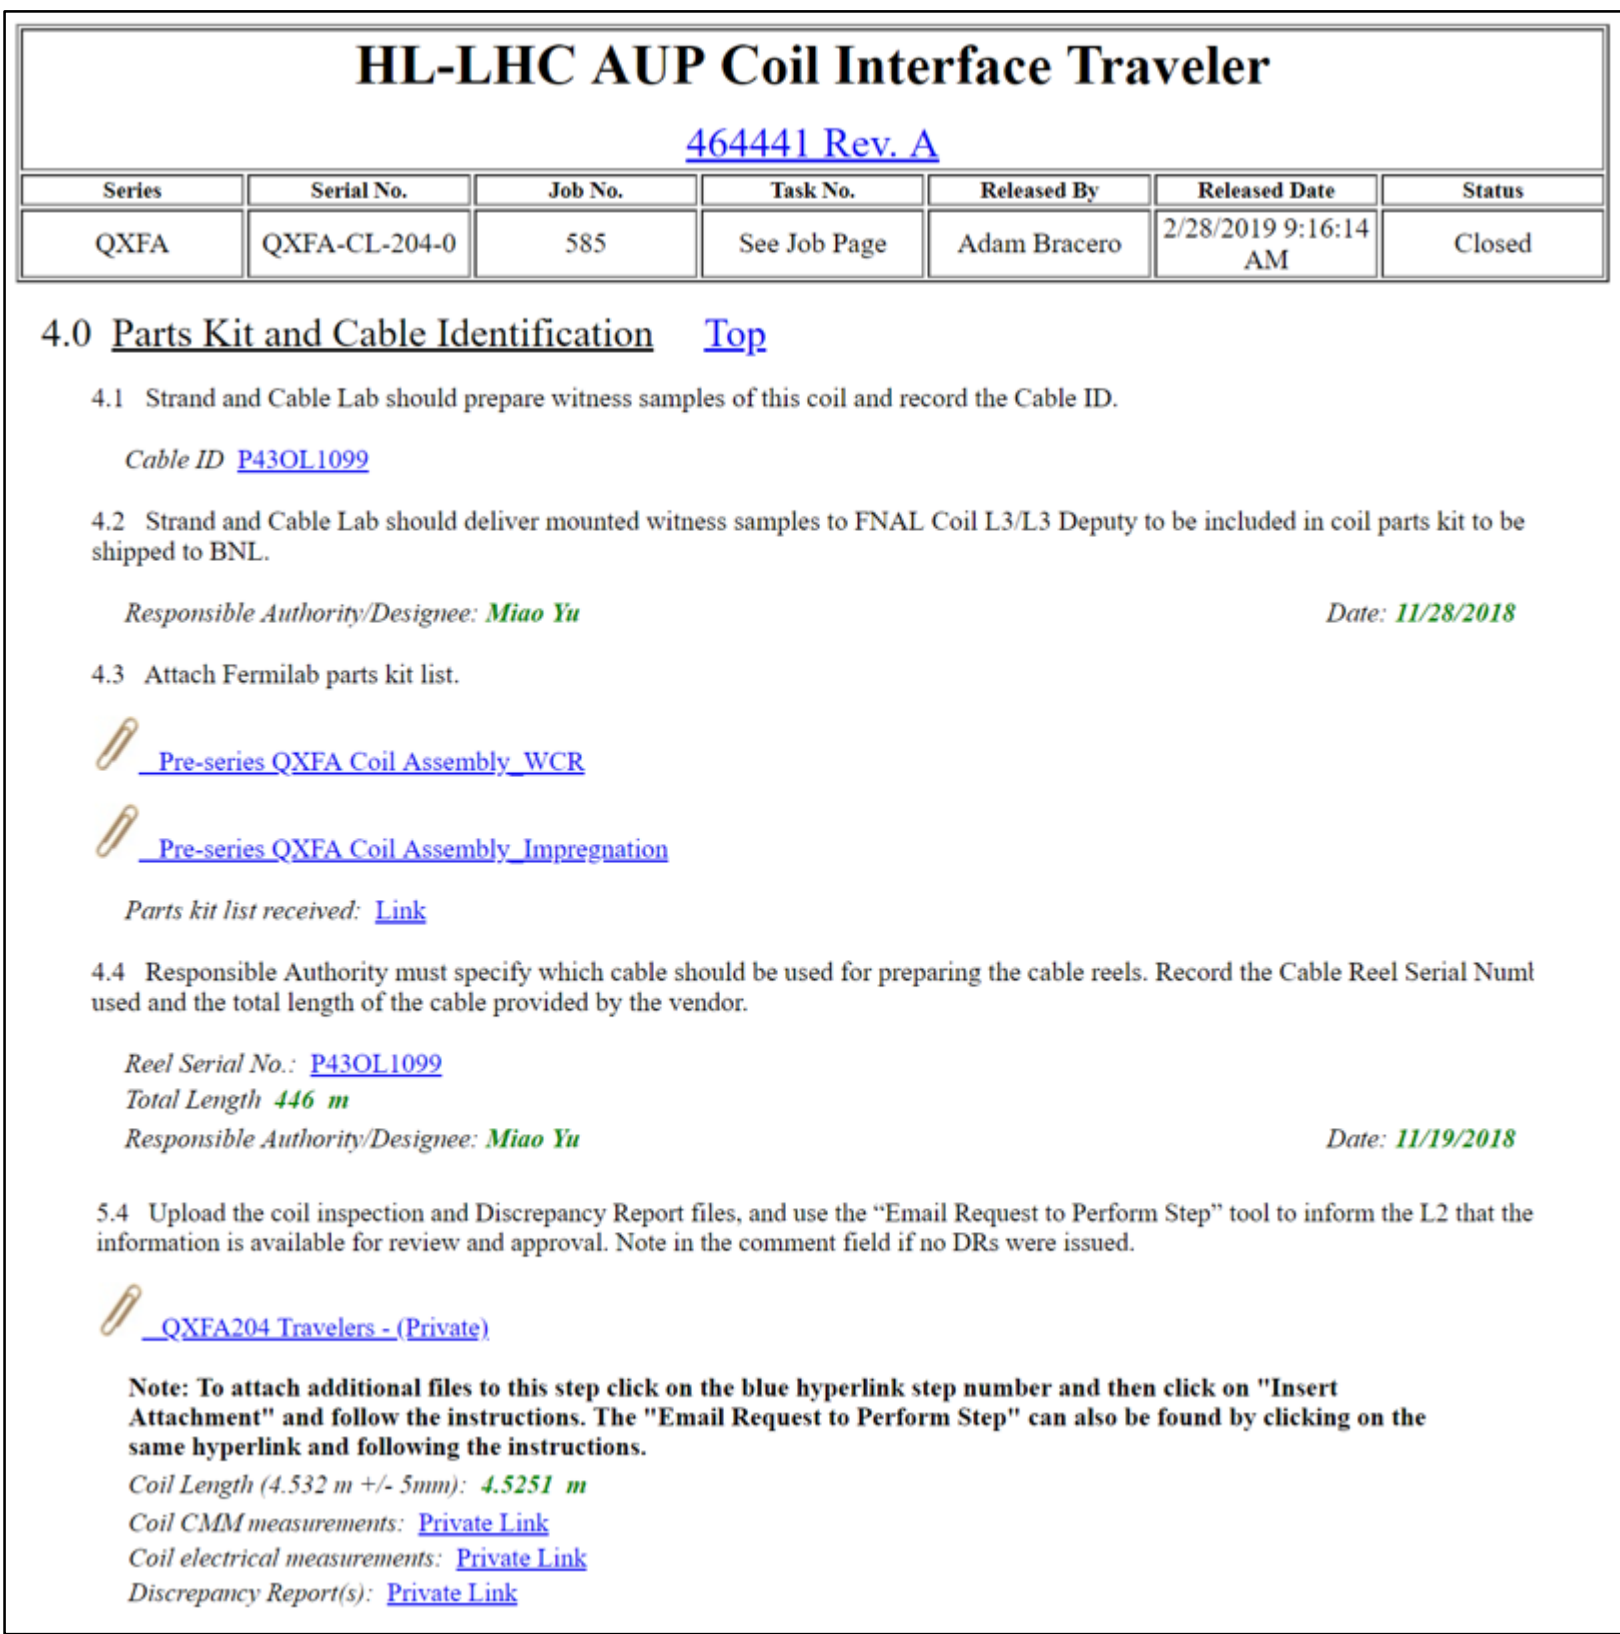 HL-LHC AUP Coil Interface Traveler
464441 Rev. A
Series Serial No. Job No. Task No. Released By Released Date Status
QXFA QXFA-CL-204-0 585 See Job Page Adam Bracero 2/28/2019 9:16:14 AM Closed
4.0 Parts Kit and Cable Identification Top
4.1 Strand and Cable Lab should prepare witness samples of this coil and record the Cable ID.
Cable ID P43OL1099
4.2 Strand and Cable Lab should deliver mounted witness samples to FNAL Coil L3/L3 Deputy to be included in coil parts kit to be
shipped to BNL.
Responsible Authority/Designee: Miao Yu Date: 11/28/2018
4.3 Attach Fermilab parts kit list.
Pre-series QXFA Coil Assembly_WCR
Pre-series QXFA Coil Assembly_Impregnation
Parts kit list received: Link
4.4 Responsible Authority must specify which cable should be used for preparing the cable reels. Record the Cable Reel Serial Numb
used and the total length of the cable provided by the vendor.
Reel Serial No.: P43OL1099
Total Length 446 m
Responsible Authority/Designee: Miao Yu Date: 11/19/2018
5.4 Upload the coil inspection and Discrepancy Report files, and use the “Email Request to Perform Step” tool to inform the L2 that the
information is available for review and approval. Note in the comment field if no DRs were issued.
QXFA204 Travelers - (Private)
Note: To attach additional files to this step click on the blue hyperlink step number and then click on "Insert
Attachment" and follow the instructions. The "Email Request to Perform Step" can also be found by clicking on the
same hyperlink and following the instructions.
Coil Length (4.532 m +/- 5mm): 4.5251 m
Coil CMM measurements: Private Link
Coil electrical measurements: Private Link
Discrepancy Report(s): Private Link